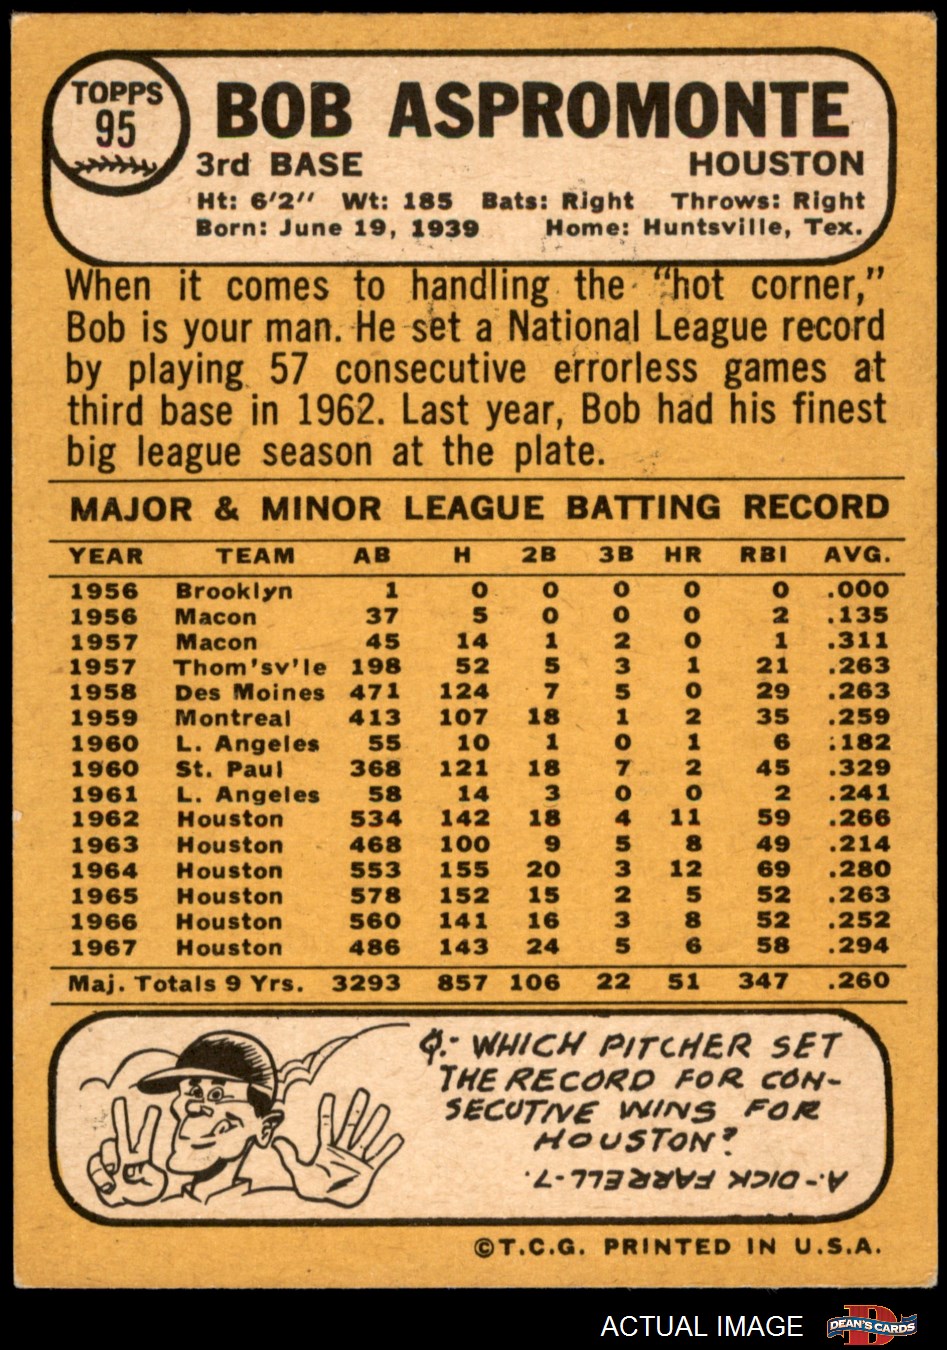 TOPPS
95
BOB ASPROMONTE
3rd BASE HOUSTON
Ht: 6'2" Wt: 185 Bats: Right Throws: Right
Born: June 19, 1939 Home: Huntsville, Tex.
When it comes to handling the "hot corner,"
Bob is your man. He set a National League record
by playing 57 consecutive errorless games at
third base in 1962. Last year, Bob had his finest
big league season at the plate.
MAJOR & MINOR LEAGUE BATTING RECORD
YEAR TEAM AB H 2B 3B HR RBI AVG.
1956 Brooklyn 1 0 0 0 0 0 .000
1956 Macon 37 5 0 0 0 2 .135
1957 Macon 45 14 1 2 0 1 .311
1957 Thom'sv'le 198 52 5 3 1 21 .263
1958 Des Moines 471 124 7 5 0 29 .263
1959 Montreal 413 107 18 1 2 35 .259
1960 L. Angeles 55 10 1 0 1 6 .182
1960 St. Paul 368 121 18 7 2 45 .329
1961 L. Angeles 58 14 3 0 0 2 .241
1962 Houston 534 142 18 4 11 59 .266
1963 Houston 468 100 9 5 8 49 .214
1964 Houston 553 155 20 3 12 69 .280
1965 Houston 578 152 15 2 5 52 .263
1966 Houston 560 141 16 3 8 52 .252
1967 Houston 486 143 24 5 6 58 .294
Maj. Totals 9 Yrs. 3293 857 106 22 51 347 .260
Q.- WHICH PITCHER SET
THE RECORD FOR CON-
SECUTIVE WINS FOR
HOUSTON?
A.- DICK FARRELL-7.
©T.C.G. PRINTED IN U.S.A.
ACTUAL IMAGE
DEAN'S CARDS